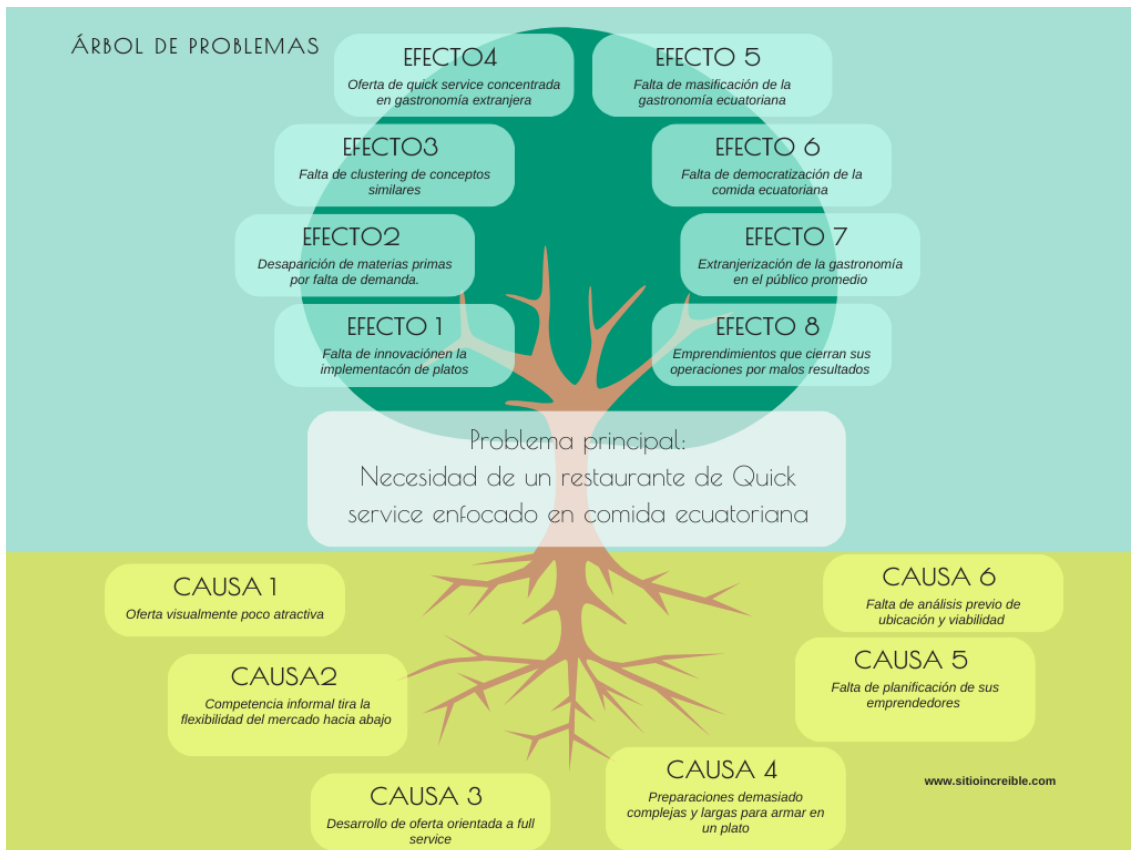 ÁRBOL DE PROBLEMAS
EFECTO4
Oferta de quick service concentrada
en gastronomía extranjera
EFECTO 5
Falta de masificación de la
gastronomía ecuatoriana
EFECTO3
Falta de clustering de conceptos
similares
EFECTO 6
Falta de democratización de la
comida ecuatoriana
EFECTO2
Desaparición de materias primas
por falta de demanda.
EFECTO 7
Extranjerización de la gastronomía
en el público promedio
EFECTO 1
Falta de innovaciónen la
implementacón de platos
EFECTO 8
Emprendimientos que cierran sus
operaciones por malos resultados
Problema principal:
Necesidad de un restaurante de Quick
service enfocado en comida ecuatoriana
CAUSA 1
Oferta visualmente poco atractiva
CAUSA 6
Falta de análisis previo de
ubicación y viabilidad
CAUSA2
Competencia informal tira la
flexibilidad del mercado hacia abajo
CAUSA 5
Falta de planificación de sus
emprendedores
CAUSA 3
Desarrollo de oferta orientada a full
service
CAUSA 4
Preparaciones demasiado
complejas y largas para armar en
un plato
www.sitioincreible.com